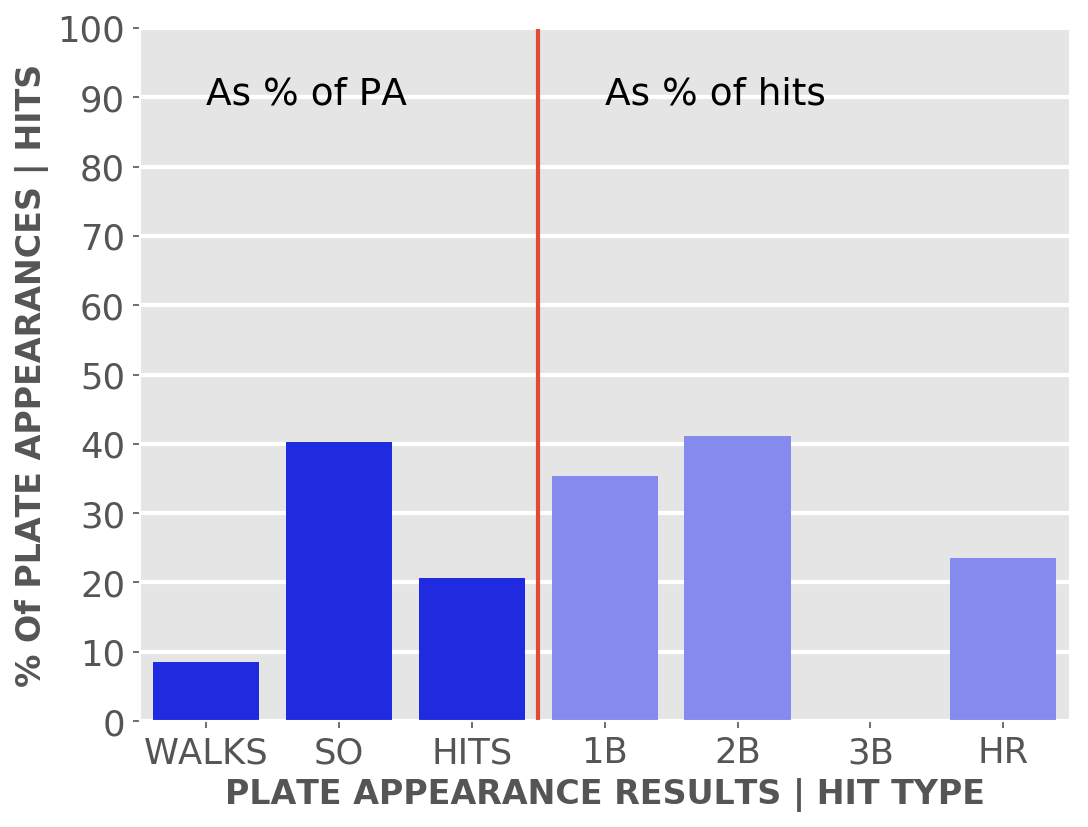 % Of PLATE APPEARANCES | HITS
100
90
80
70
60
50
40
30
20
10
0
As % of PA
As % of hits
WALKS SO HITS 1B 2B 3B HR
PLATE APPEARANCE RESULTS | HIT TYPE